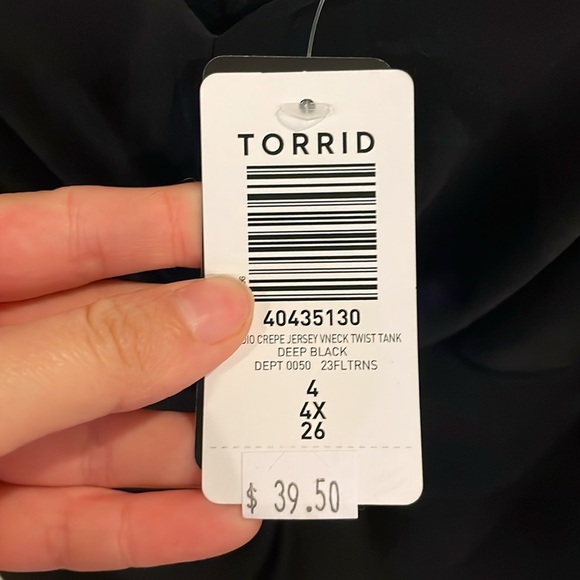 TORRID
40435130
CREPE JERSEY VNECK TWIST TANK
DEEP BLACK
DEPT 0050 23FLTRNS
4
4X
26
$ 39.50